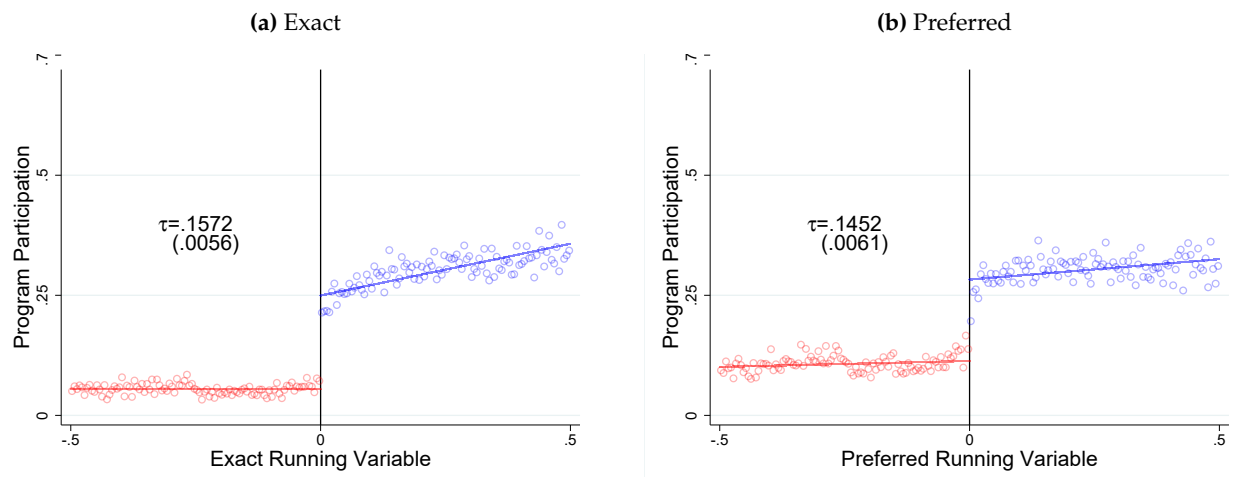 (a) Exact
.7
.5
.25
0
Program Participation
τ=.1572
(.0056)
-.5 0 .5
Exact Running Variable
(b) Preferred
.7
.5
.25
0
Program Participation
τ=.1452
(.0061)
-.5 0 .5
Preferred Running Variable